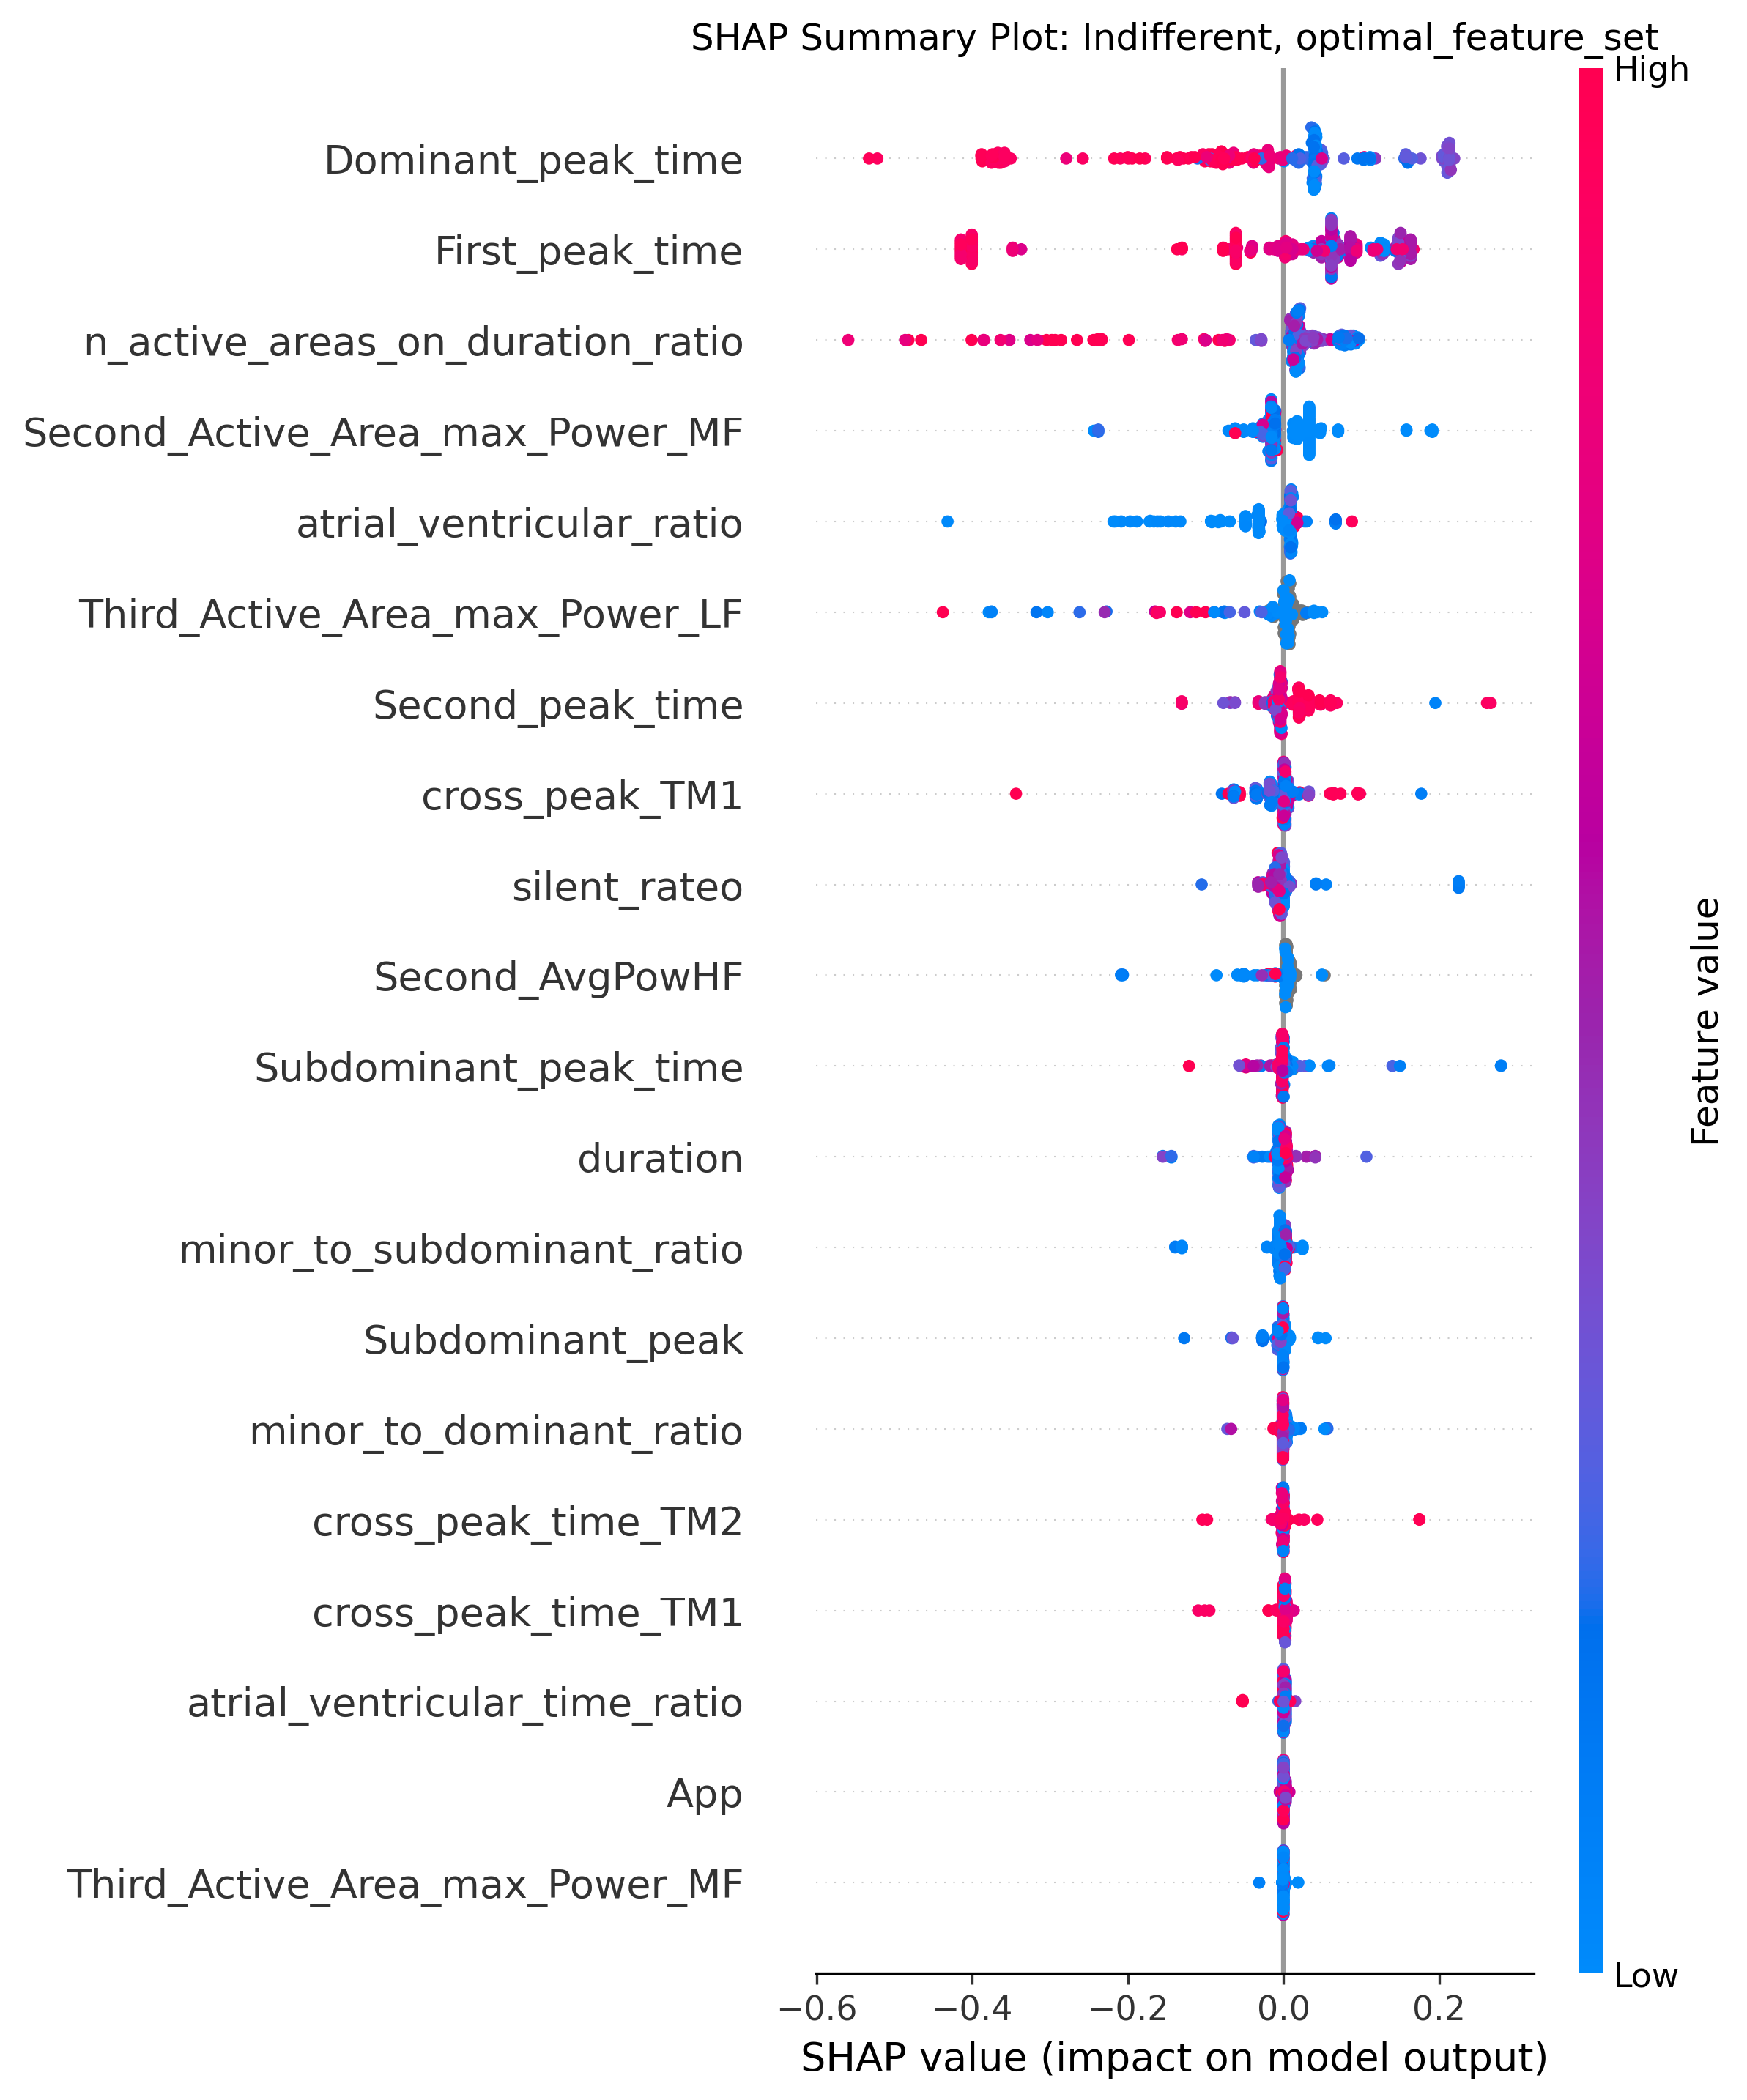 SHAP Summary Plot: Indifferent, optimal_feature_set
High
Dominant_peak_time
First_peak_time
n_active_areas_on_duration_ratio
Second_Active_Area_max_Power_MF
atrial_ventricular_ratio
Third_Active_Area_max_Power_LF
Second_peak_time
cross_peak_TM1
silent_rateo
Second_AvgPowHF
Subdominant_peak_time
duration
minor_to_subdominant_ratio
Subdominant_peak
minor_to_dominant_ratio
cross_peak_time_TM2
cross_peak_time_TM1
atrial_ventricular_time_ratio
App
Third_Active_Area_max_Power_MF
Feature value
Low
−0.6 −0.4 −0.2 0.0 0.2
SHAP value (impact on model output)